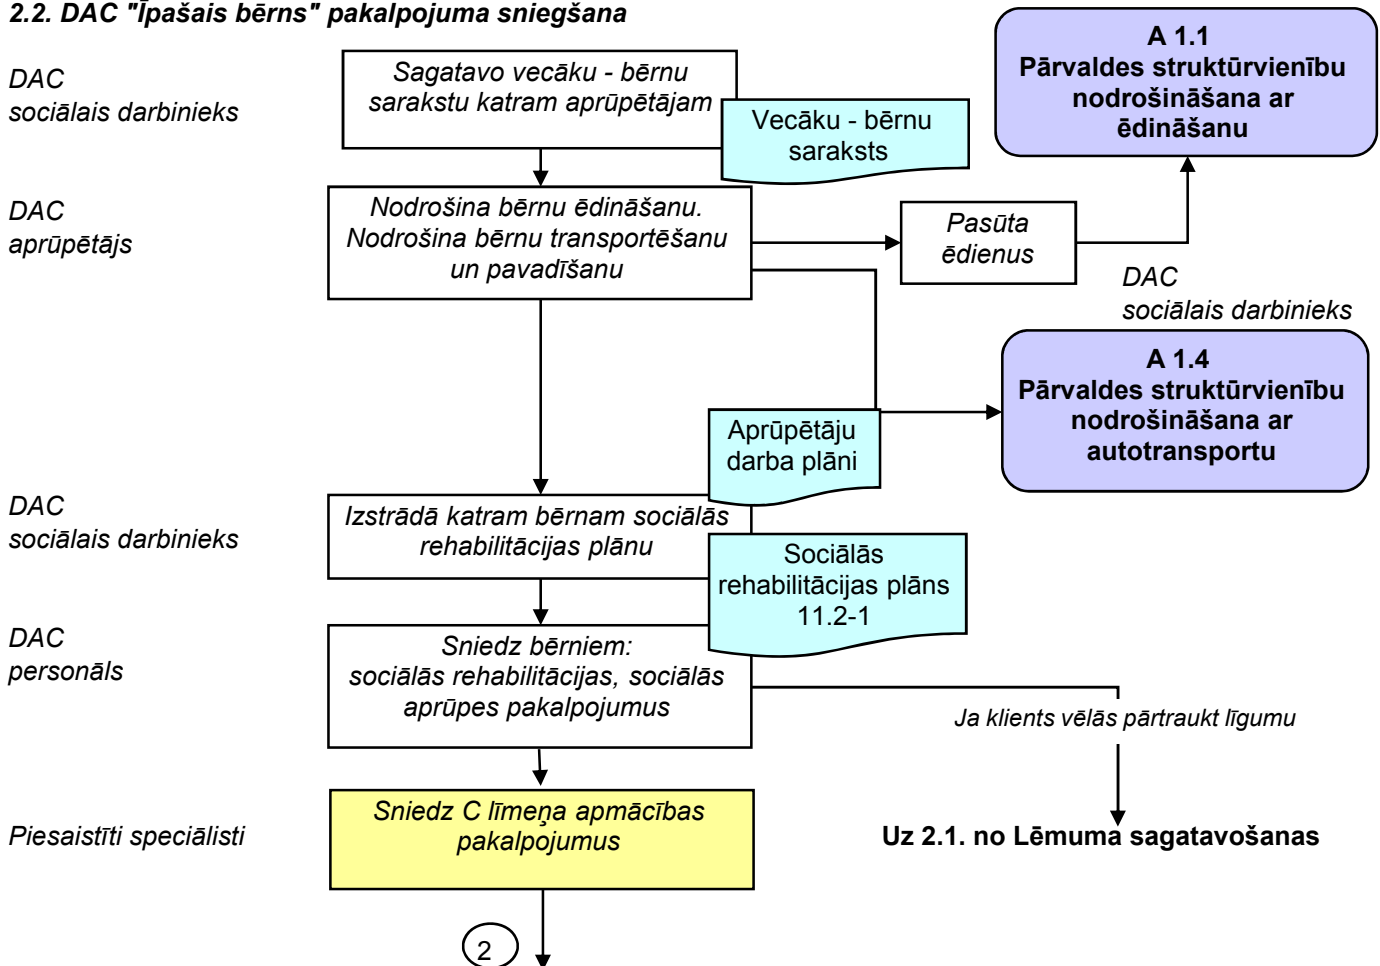 2.2. DAC "Īpašais bērns" pakalpojuma sniegšana
DAC
sociālais darbinieks
Sagatavo vecāku - bērnu
sarakstu katram aprūpētājam
Vecāku - bērnu
saraksts
A 1.1
Pārvaldes struktūrvienību
nodrošināšana ar
ēdināšanu
DAC
aprūpētājs
Nodrošina bērnu ēdināšanu.
Nodrošina bērnu transportēšanu
un pavadīšanu
Pasūta
ēdienus
DAC
sociālais darbinieks
A 1.4
Pārvaldes struktūrvienību
nodrošināšana ar
autotransportu
Aprūpētāju
darba plāni
DAC
sociālais darbinieks
Izstrādā katram bērnam sociālās
rehabilitācijas plānu
Sociālās
rehabilitācijas plāns
11.2-1
DAC
personāls
Sniedz bērniem:
sociālās rehabilitācijas, sociālās
aprūpes pakalpojumus
Ja klients vēlās pārtraukt līgumu
Piesaistīti speciālisti
Sniedz C līmeņa apmācības
pakalpojumus
Uz 2.1. no Lēmuma sagatavošanas
2